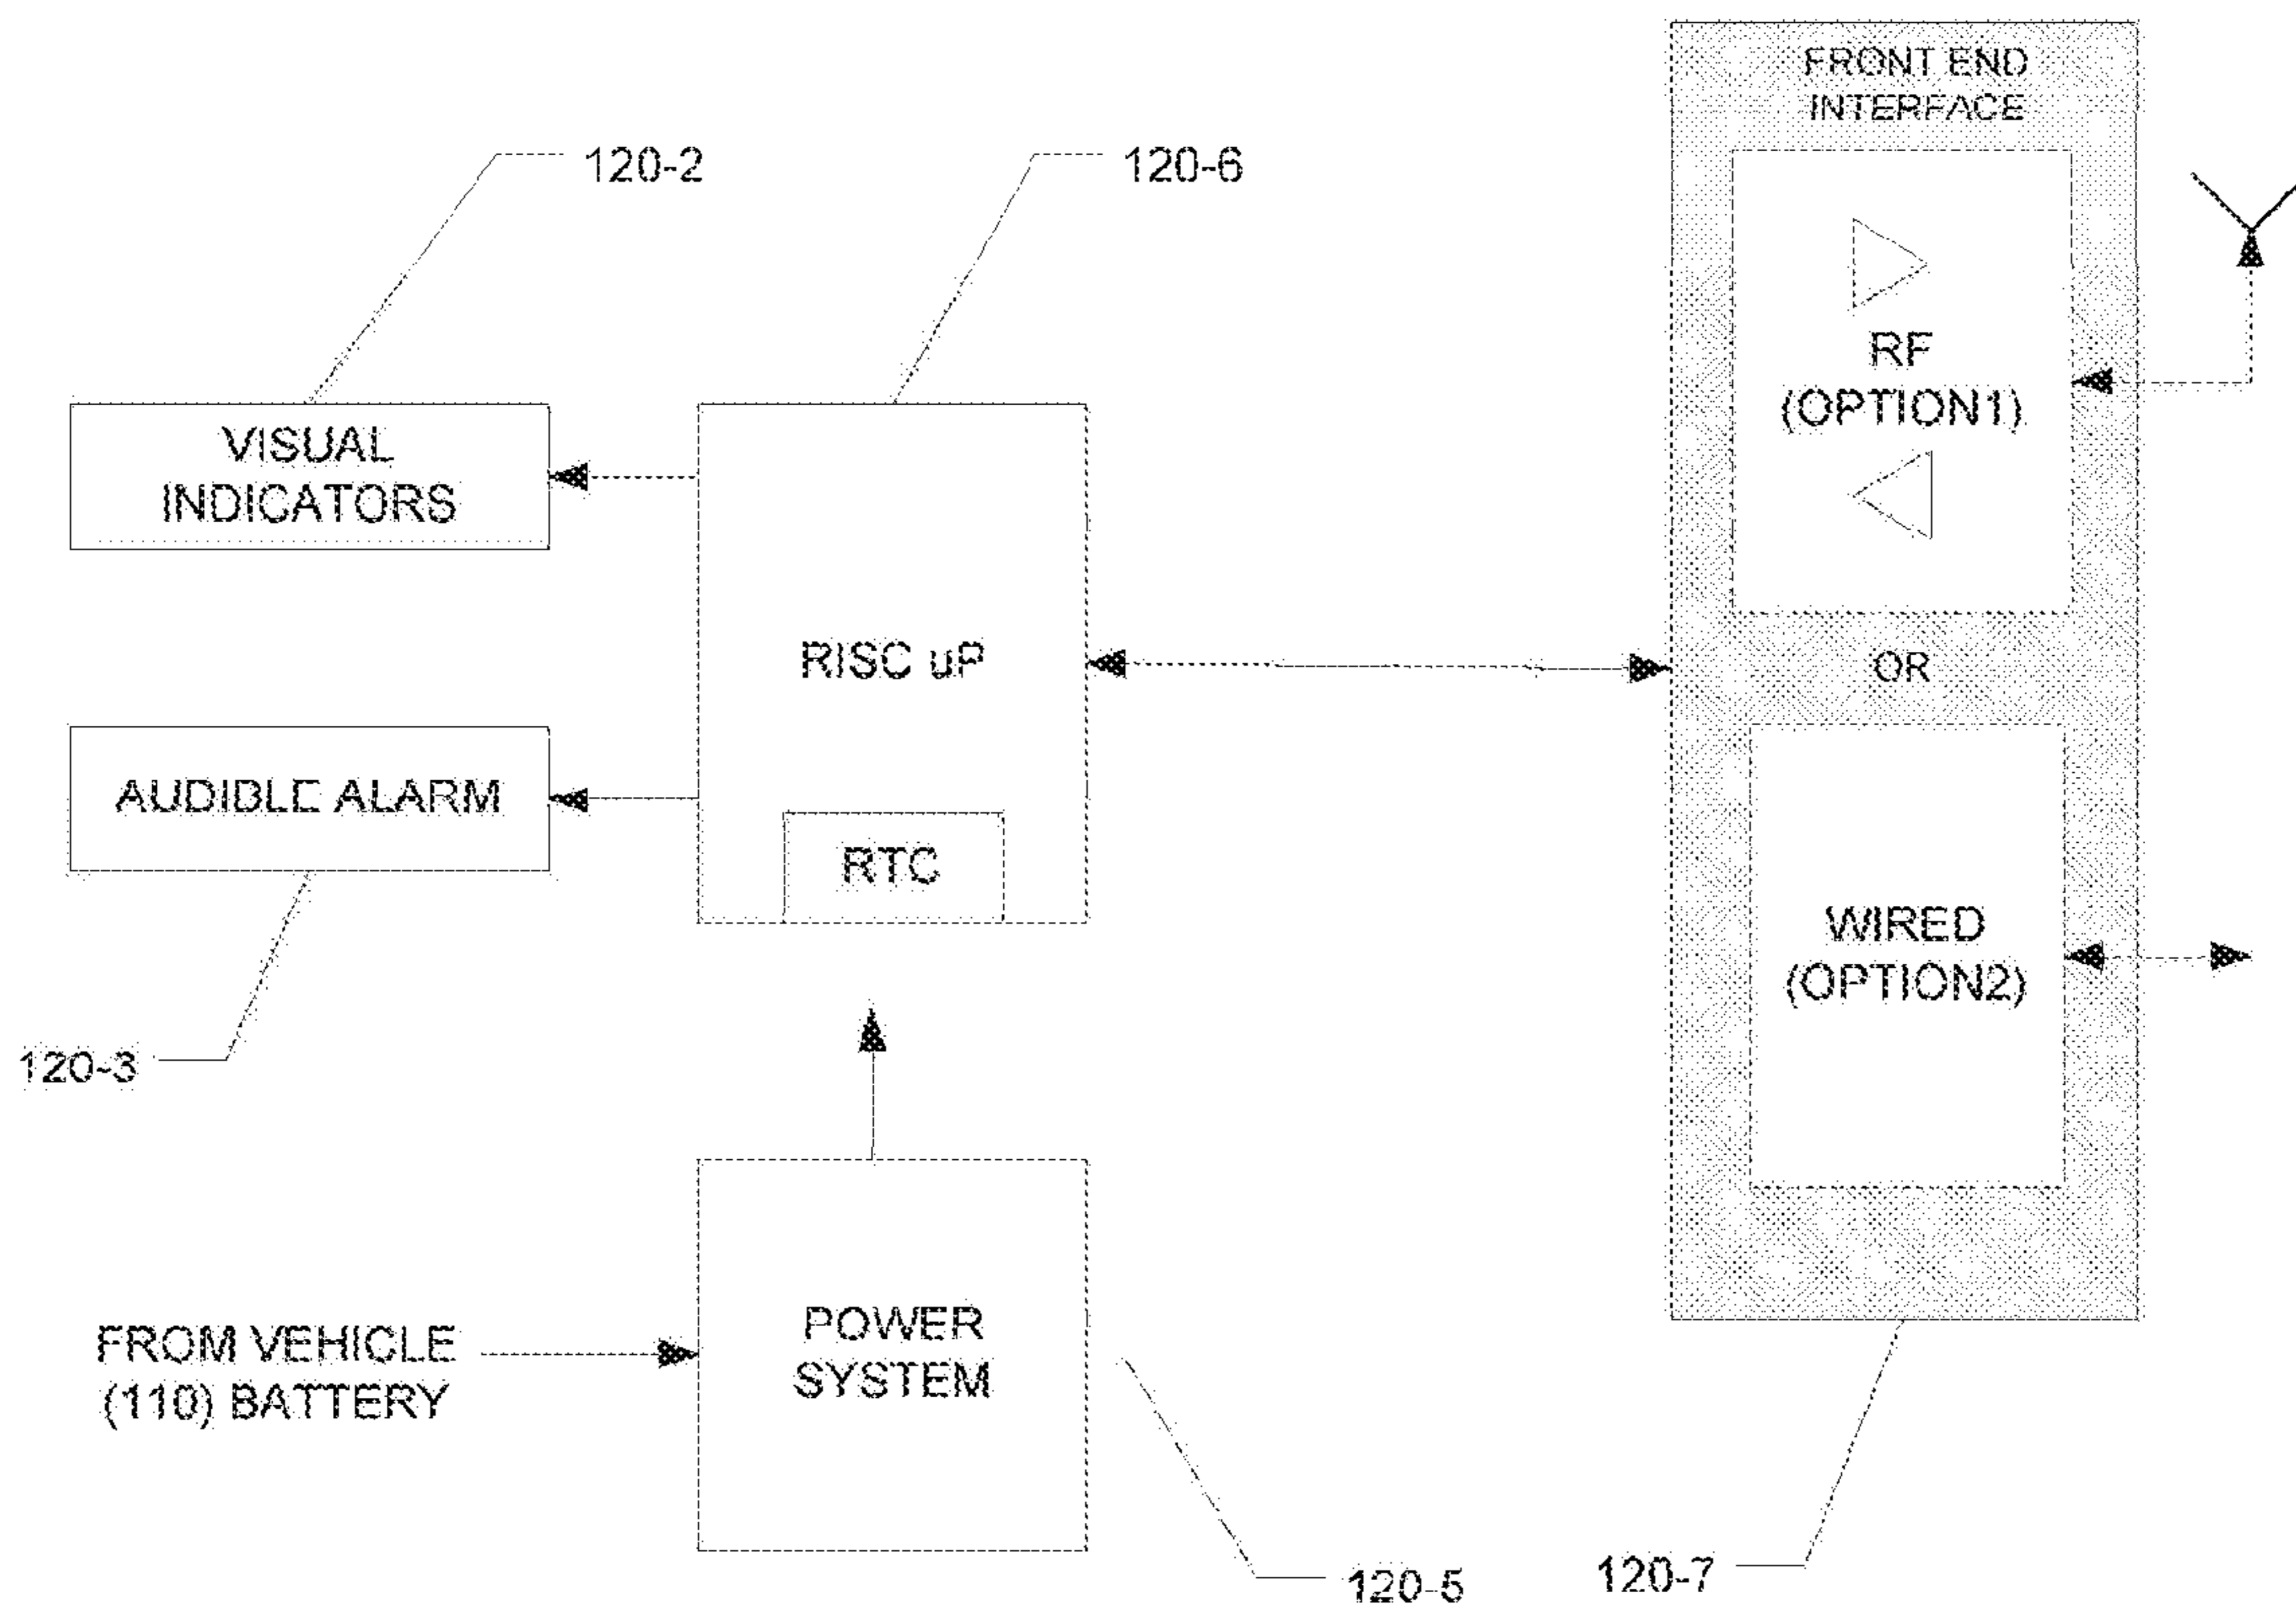 FRONT END
INTERFACE
120-2
120-6
RF
(OPTION1)
VISUAL
INDICATORS
RISC uP
OR
AUDIBLE ALARM
RTC
WIRED
(OPTION2)
120-3
POWER
SYSTEM
FROM VEHICLE
(110) BATTERY
120-5
120-7